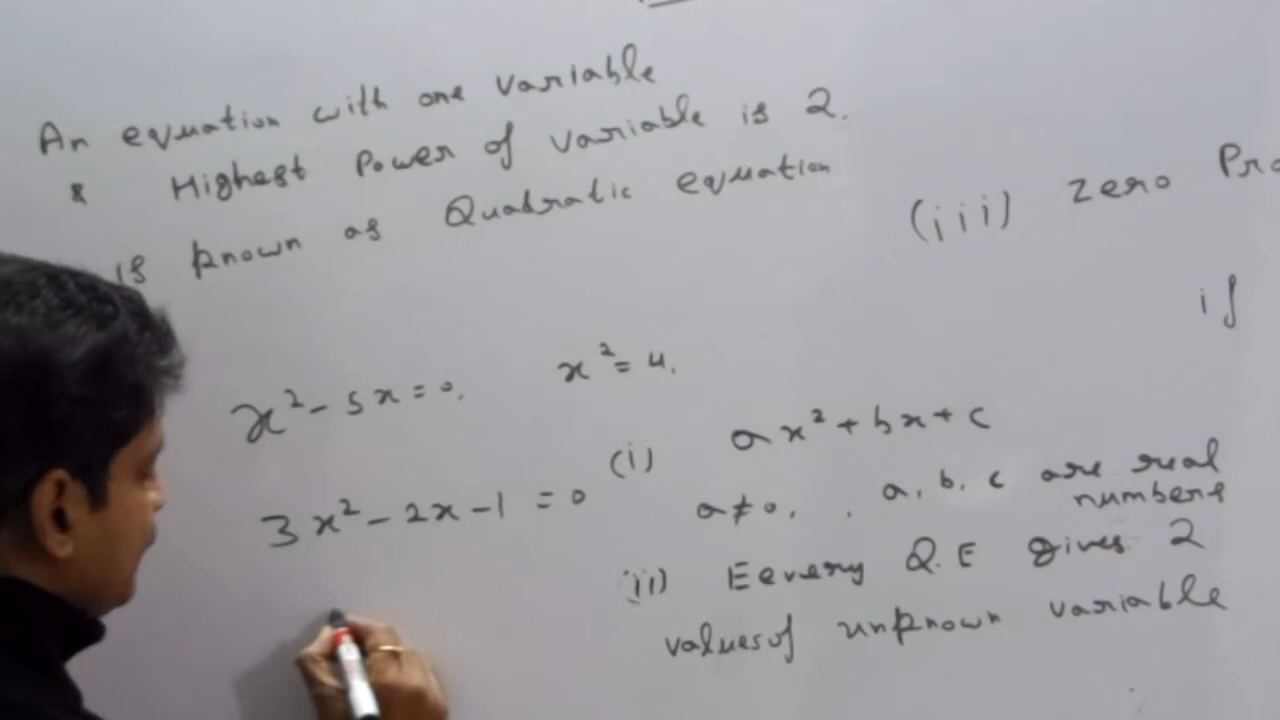 An equation with one variable
& Highest Power of variable is 2.
is known as Quadratic equation
(iii) zero Pro
if
x² - 5x = 0. x² = 4.
(i) ax² + bx + c
3x² - 2x - 1 = 0
a ≠ 0, . a, b, c are real
numbers
(ii) Eevery Q.E gives 2
values of unknown variable